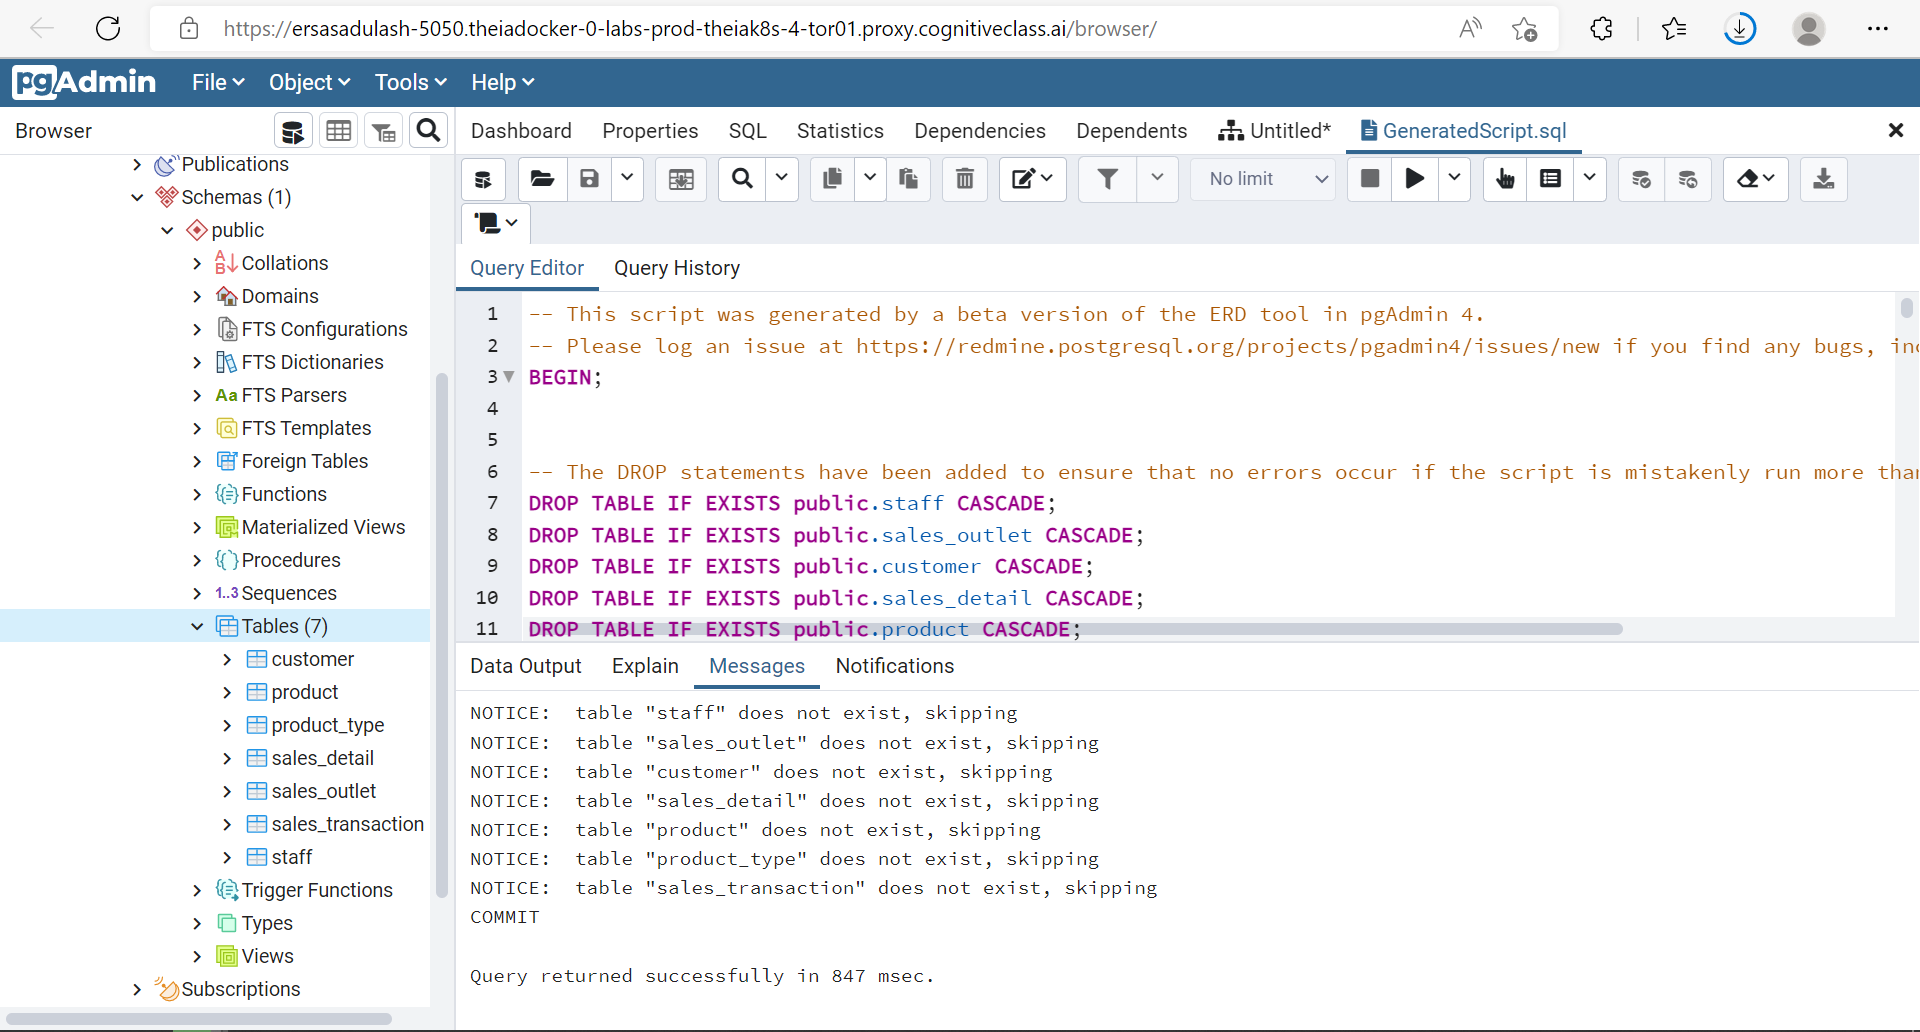 https://ersasadulash-5050.theiadocker-0-labs-prod-theiak8s-4-tor01.proxy.cognitiveclass.ai/browser/
pgAdmin File Object Tools Help
Browser
Dashboard Properties SQL Statistics Dependencies Dependents Untitled* GeneratedScript.sql
No limit
Publications
Schemas (1)
public
Collations
Domains
FTS Configurations
FTS Dictionaries
Aa FTS Parsers
FTS Templates
Foreign Tables
Functions
Materialized Views
Procedures
1..3 Sequences
Tables (7)
customer
product
product_type
sales_detail
sales_outlet
sales_transaction
staff
Trigger Functions
Types
Views
Subscriptions
Query Editor Query History
1 -- This script was generated by a beta version of the ERD tool in pgAdmin 4.
2 -- Please log an issue at https://redmine.postgresql.org/projects/pgadmin4/issues/new if you find any bugs,
3 BEGIN;
4
5
6 -- The DROP statements have been added to ensure that no errors occur if the script is mistakenly run more
7 DROP TABLE IF EXISTS public.staff CASCADE;
8 DROP TABLE IF EXISTS public.sales_outlet CASCADE;
9 DROP TABLE IF EXISTS public.customer CASCADE;
10 DROP TABLE IF EXISTS public.sales_detail CASCADE;
11 DROP TABLE IF EXISTS public.product CASCADE;
Data Output Explain Messages Notifications
NOTICE: table "staff" does not exist, skipping
NOTICE: table "sales_outlet" does not exist, skipping
NOTICE: table "customer" does not exist, skipping
NOTICE: table "sales_detail" does not exist, skipping
NOTICE: table "product" does not exist, skipping
NOTICE: table "product_type" does not exist, skipping
NOTICE: table "sales_transaction" does not exist, skipping
COMMIT
Query returned successfully in 847 msec.